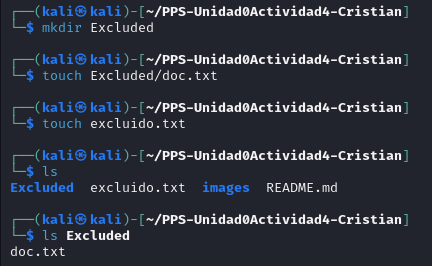 ┌──(kali㉿kali)-[~/PPS-Unidad0Actividad4-Cristian]
└─$ mkdir Excluded
┌──(kali㉿kali)-[~/PPS-Unidad0Actividad4-Cristian]
└─$ touch Excluded/doc.txt
┌──(kali㉿kali)-[~/PPS-Unidad0Actividad4-Cristian]
└─$ touch excluido.txt
┌──(kali㉿kali)-[~/PPS-Unidad0Actividad4-Cristian]
└─$ ls
Excluded  excluido.txt  images  README.md
┌──(kali㉿kali)-[~/PPS-Unidad0Actividad4-Cristian]
└─$ ls Excluded
doc.txt